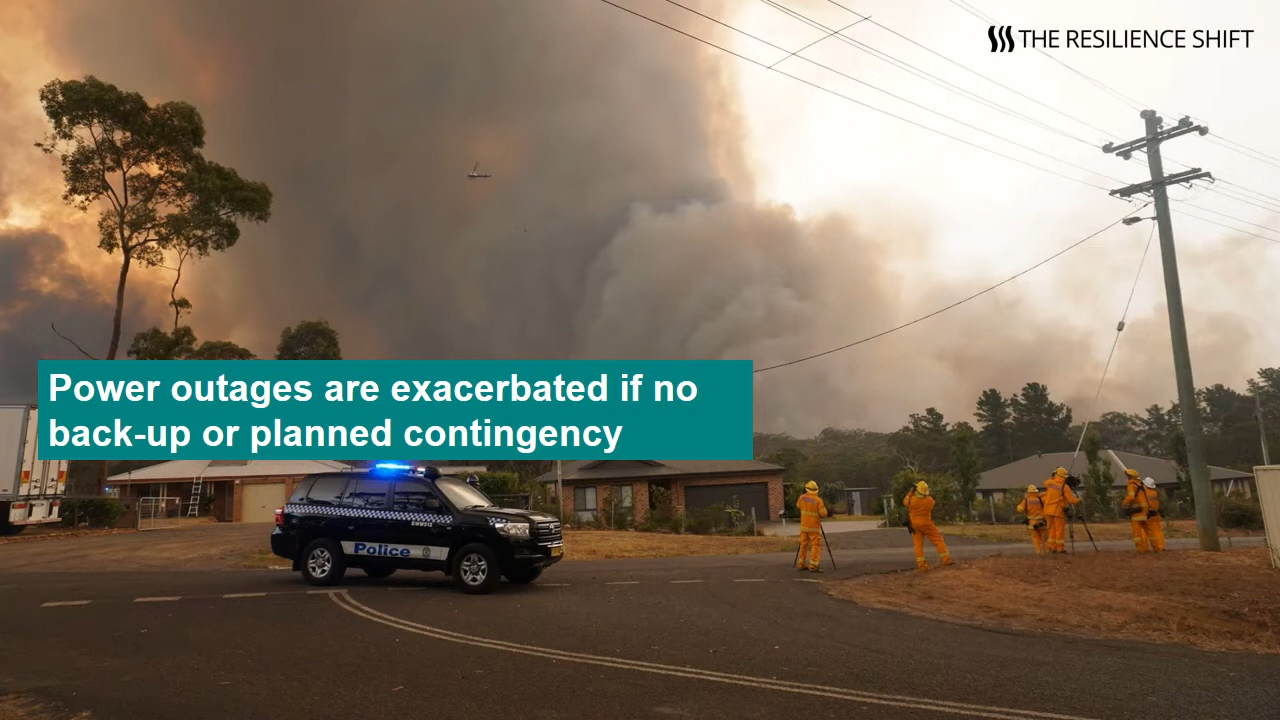 THE RESILIENCE SHIFT
Power outages are exacerbated if no
back-up or planned contingency
Police